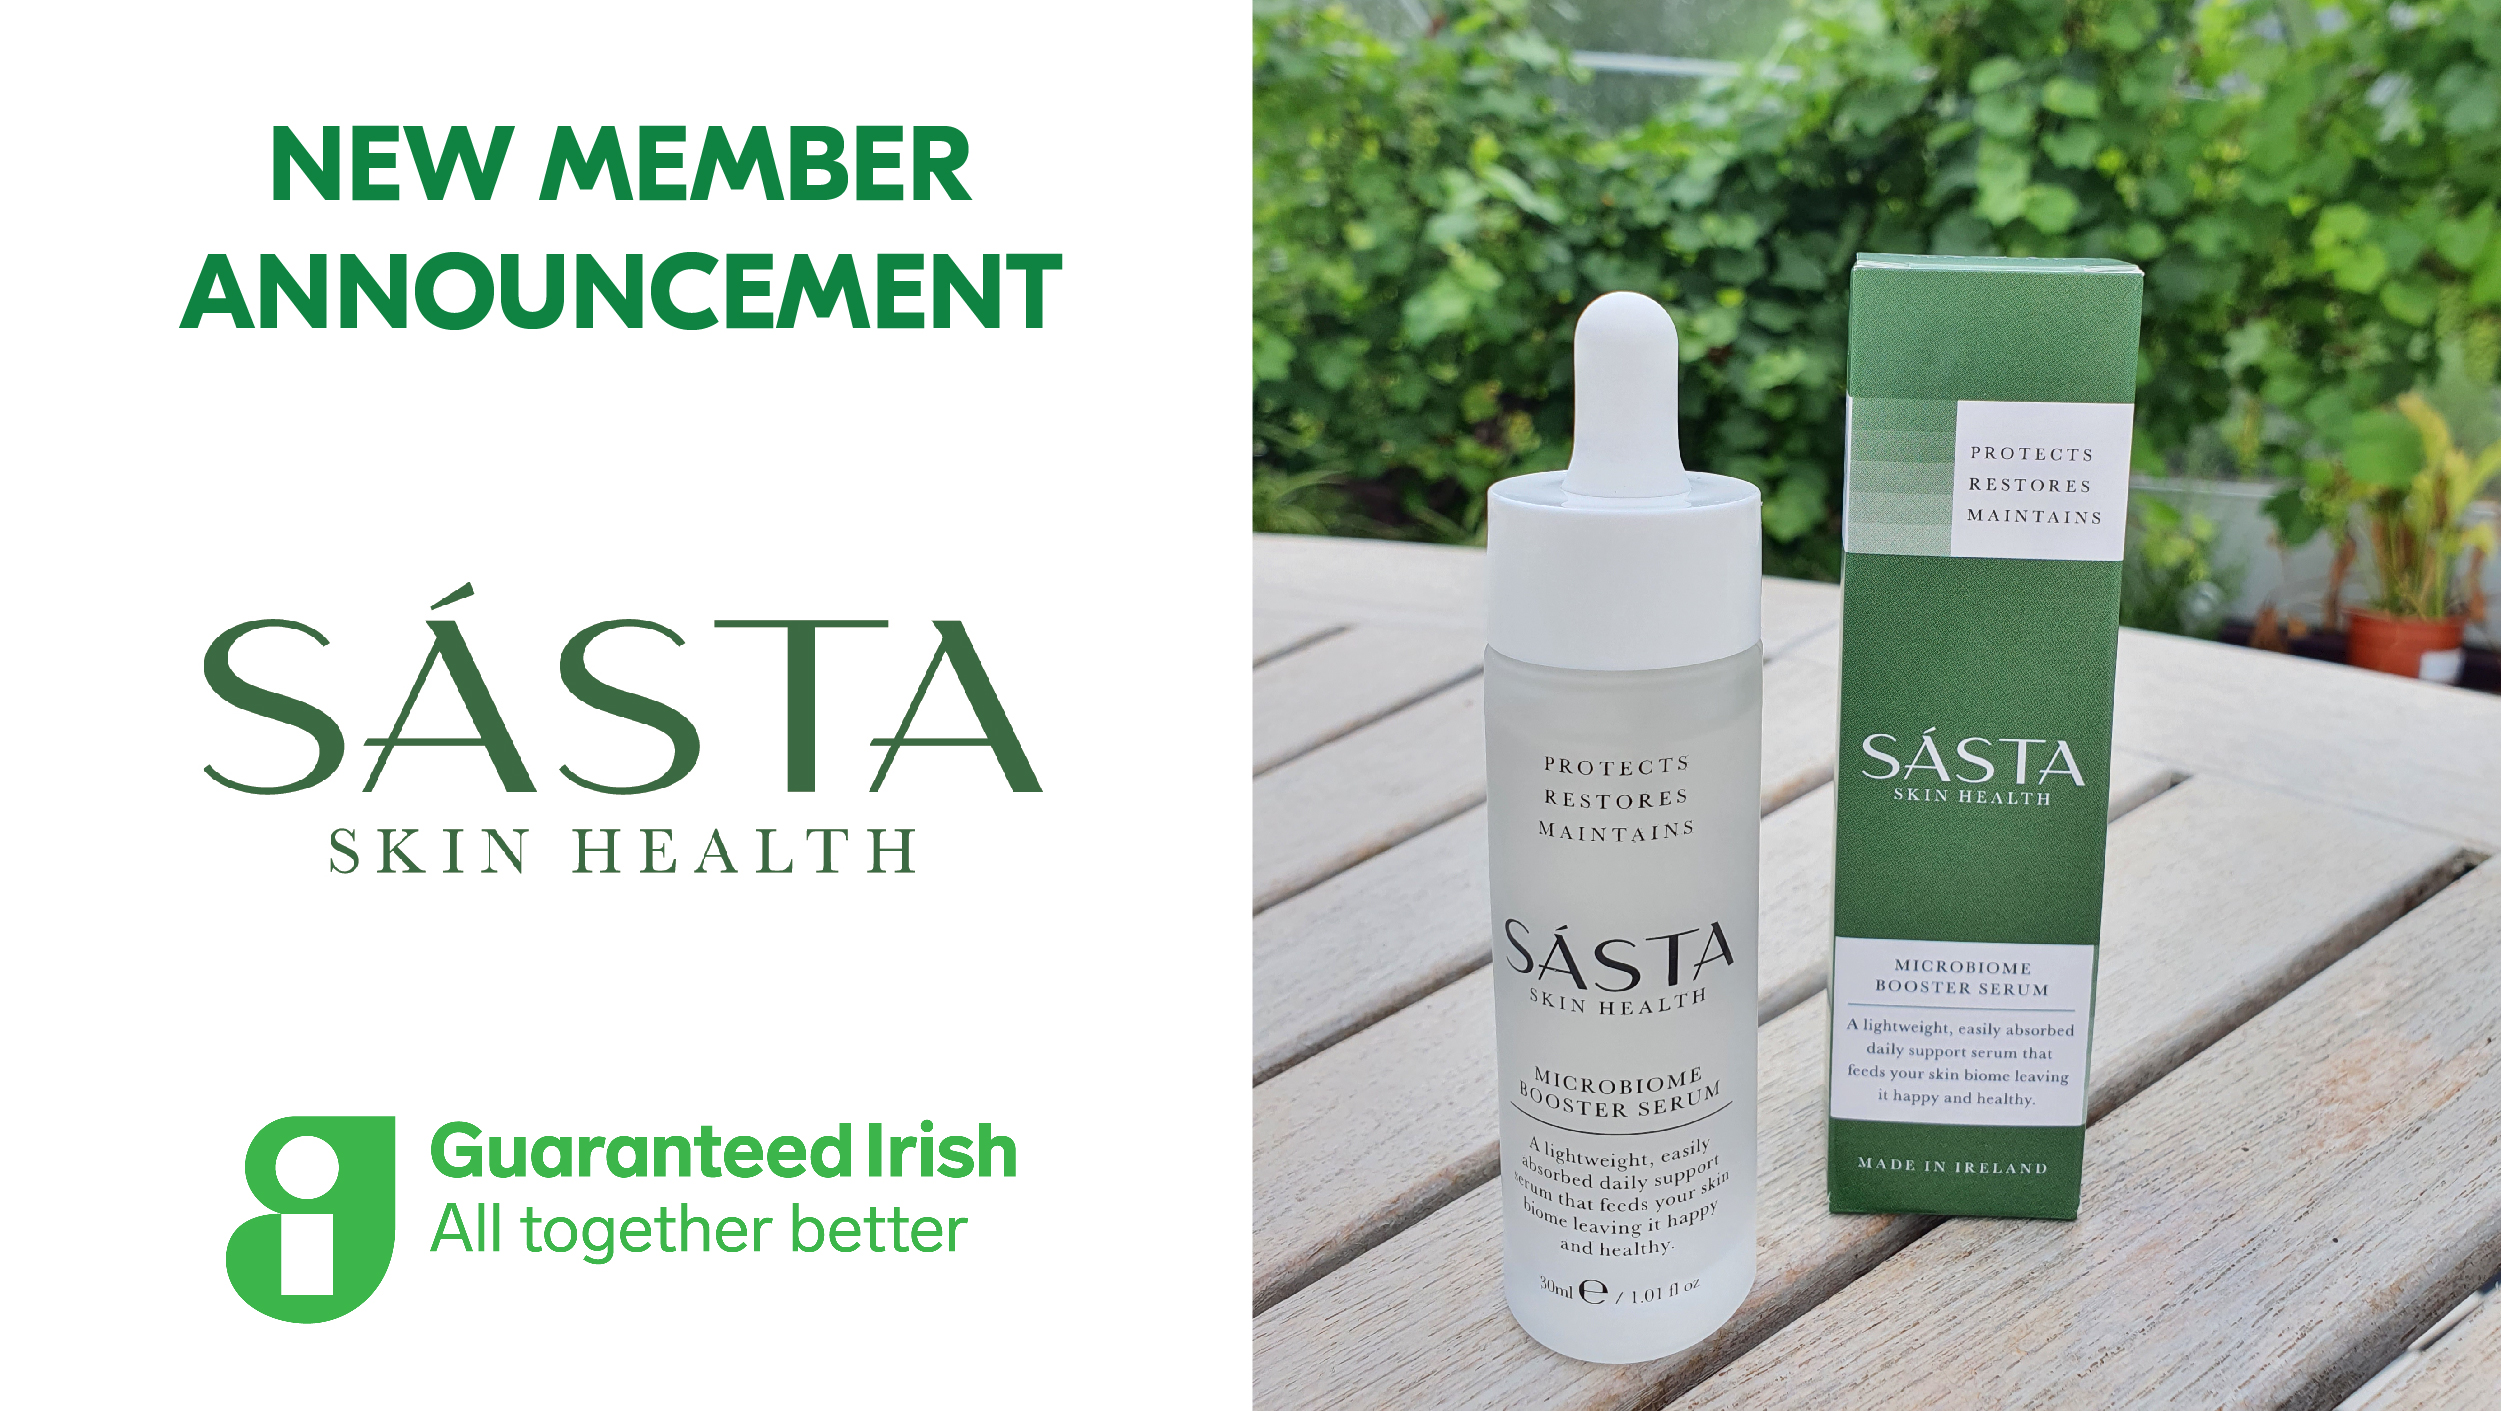 NEW MEMBER
ANNOUNCEMENT
SÁSTA
SKIN HEALTH
Guaranteed Irish
All together better
PROTECTS
RESTORES
MAINTAINS
SÁSTA
SKIN HEALTH
MICROBIOME
BOOSTER SERUM
A lightweight, easily
absorbed daily support
serum that feeds your skin
biome leaving it happy
and healthy.
30ml e / 1.01 fl oz
PROTECTS
RESTORES
MAINTAINS
SÁSTA
SKIN HEALTH
MICROBIOME
BOOSTER SERUM
A lightweight, easily absorbed
daily support serum that
feeds your skin biome leaving
it happy and healthy.
MADE IN IRELAND